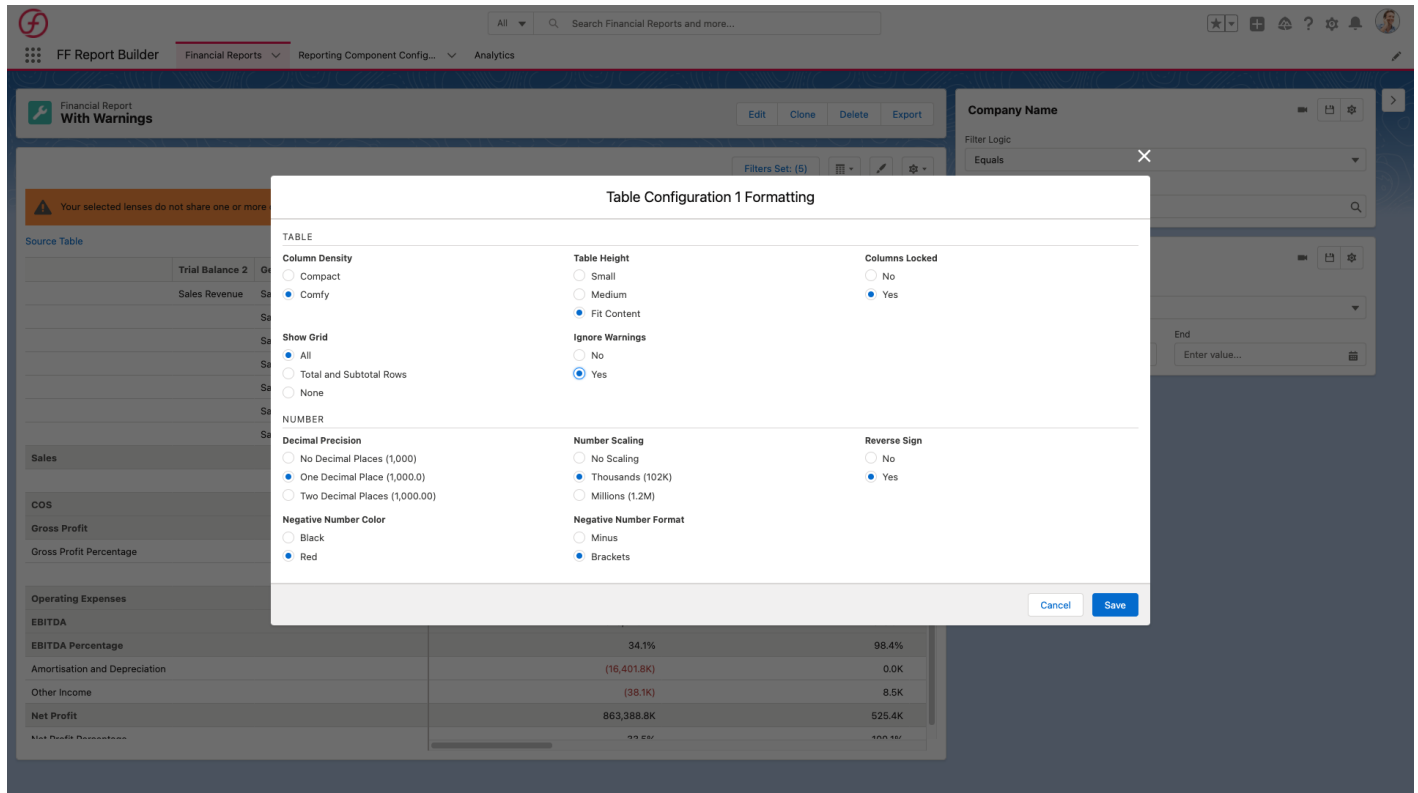 All
Search Financial Reports and more...
FF Report Builder
Financial Reports
Reporting Component Config...
Analytics
Financial Report
With Warnings
Edit
Clone
Delete
Export
Company Name
Filter Logic
Equals
Filters Set: (5)
Your selected lenses do not share one or more
Source Table
Trial Balance 2
Sales Revenue
Sales
COS
Gross Profit
Gross Profit Percentage
Operating Expenses
EBITDA
EBITDA Percentage 34.1% 98.4%
Amortisation and Depreciation (16,401.8K) 0.0K
Other Income (38.1K) 8.5K
Net Profit 863,388.8K 525.4K
End
Enter value...
Table Configuration 1 Formatting
TABLE
Column Density
Compact
Comfy
Table Height
Small
Medium
Fit Content
Columns Locked
No
Yes
Show Grid
All
Total and Subtotal Rows
None
Ignore Warnings
No
Yes
NUMBER
Decimal Precision
No Decimal Places (1,000)
One Decimal Place (1,000.0)
Two Decimal Places (1,000.00)
Number Scaling
No Scaling
Thousands (102K)
Millions (1.2M)
Reverse Sign
No
Yes
Negative Number Color
Black
Red
Negative Number Format
Minus
Brackets
Cancel
Save